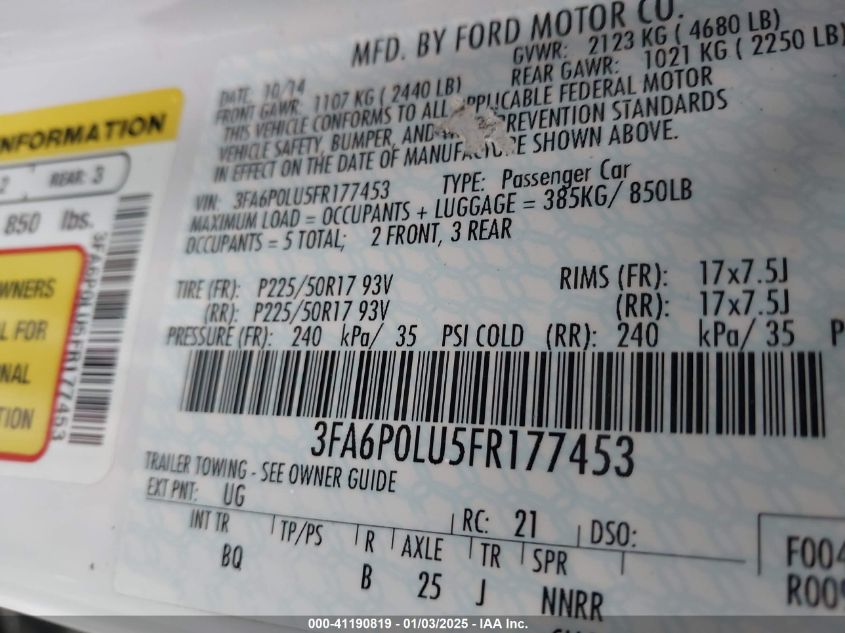 MFD. BY FORD MOTOR CO.
DATE: 10/14
GVWR: 2123 KG ( 4680 LB)
FRONT GAWR: 1107 KG ( 2440 LB)
REAR GAWR: 1021 KG ( 2250 LB)
THIS VEHICLE CONFORMS TO ALL APPLICABLE FEDERAL MOTOR
VEHICLE SAFETY, BUMPER, AND PREVENTION STANDARDS
IN EFFECT ON THE DATE OF MANUFACTURE SHOWN ABOVE.
VIN: 3FA6P0LU5FR177453 TYPE: Passenger Car
MAXIMUM LOAD = OCCUPANTS + LUGGAGE = 385KG/ 850LB
OCCUPANTS = 5 TOTAL; 2 FRONT, 3 REAR
TIRE (FR): P225/50R17 93V RIMS (FR): 17x7.5J
(RR): P225/50R17 93V (RR): 17x7.5J
PRESSURE (FR): 240 kPa/ 35 PSI COLD (RR): 240 kPa/ 35 P
3FA6P0LU5FR177453
TRAILER TOWING - SEE OWNER GUIDE
EXT PNT: UG RC: 21 DSO:
INT TR TP/PS R AXLE TR SPR
BQ B 25 J NNRR
F004
R009
INFORMATION
2 REAR: 3
850 lbs.
3FA6P0LU5FR177453
WNERS
L FOR
NAL
TION
000-41190819 - 01/03/2025 - IAA Inc.